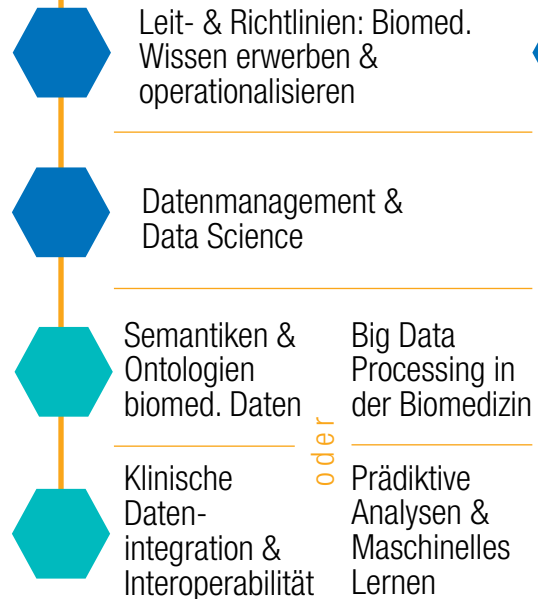 Leit- & Richtlinien: Biomed.
Wissen erwerben &
operationalisieren
Datenmanagement &
Data Science
Semantiken &
Ontologien
biomed. Daten
Big Data
Processing in
der Biomedizin
oder
Klinische
Daten-
integration &
Interoperabilität
Prädiktive
Analysen &
Maschinelles
Lernen